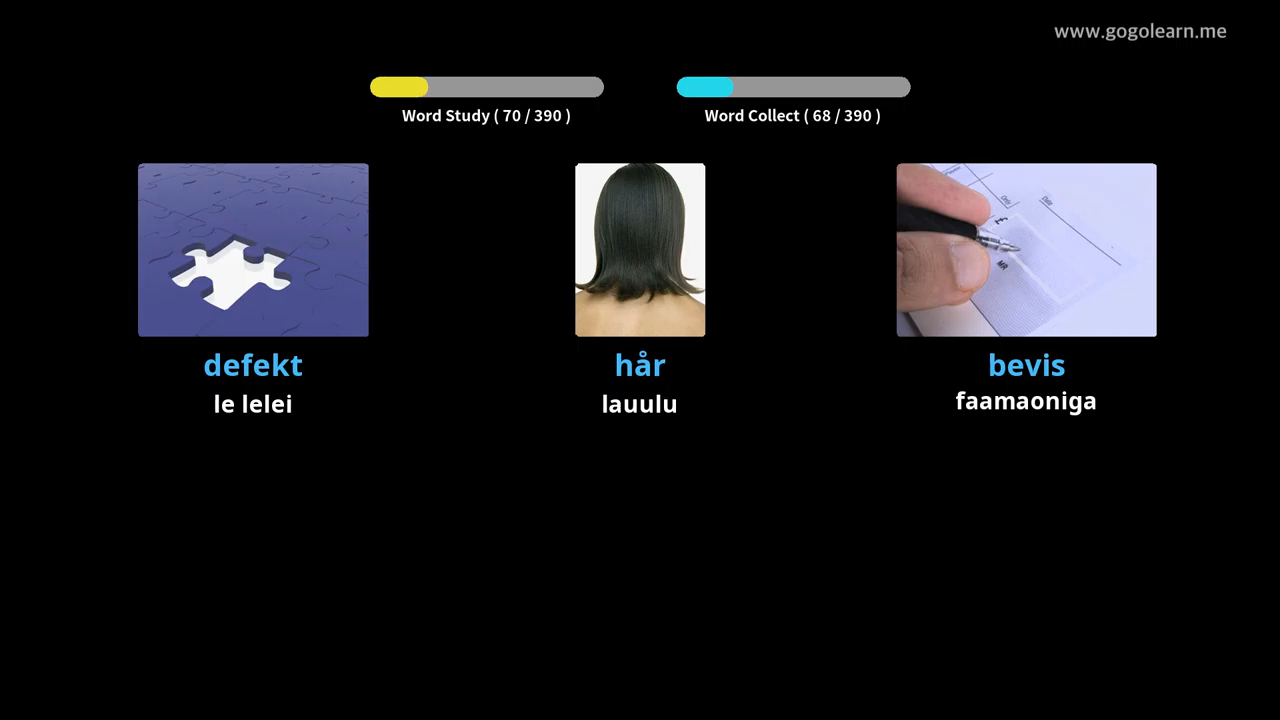 www.gogolearn.me
Word Study ( 70 / 390 )
Word Collect ( 68 / 390 )
defekt
le lelei
hår
lauulu
bevis
faamaoniga